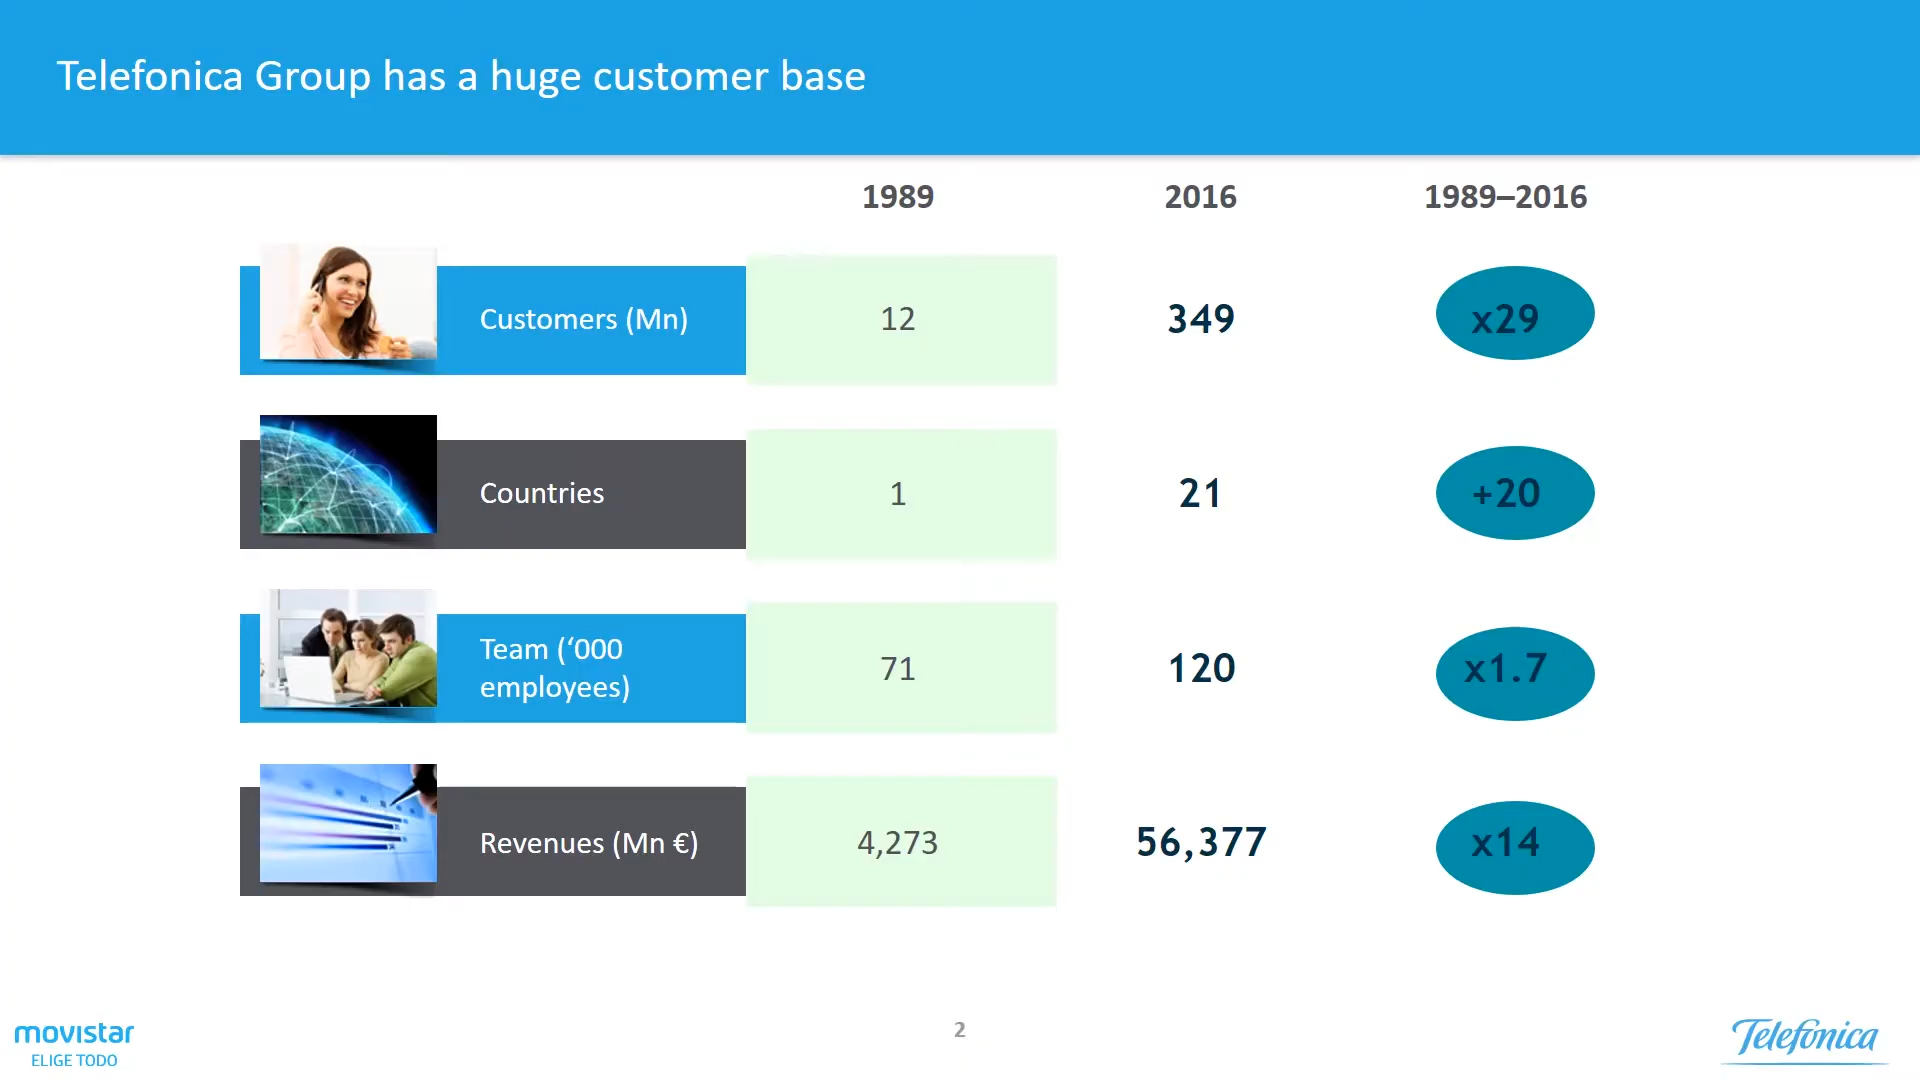 Telefonica Group has a huge customer base
1989 2016 1989–2016
Customers (Mn) 12 349 x29
Countries 1 21 +20
Team (‘000
employees) 71 120 x1.7
Revenues (Mn €) 4,273 56,377 x14
movistar
ELIGE TODO
2
Telefónica